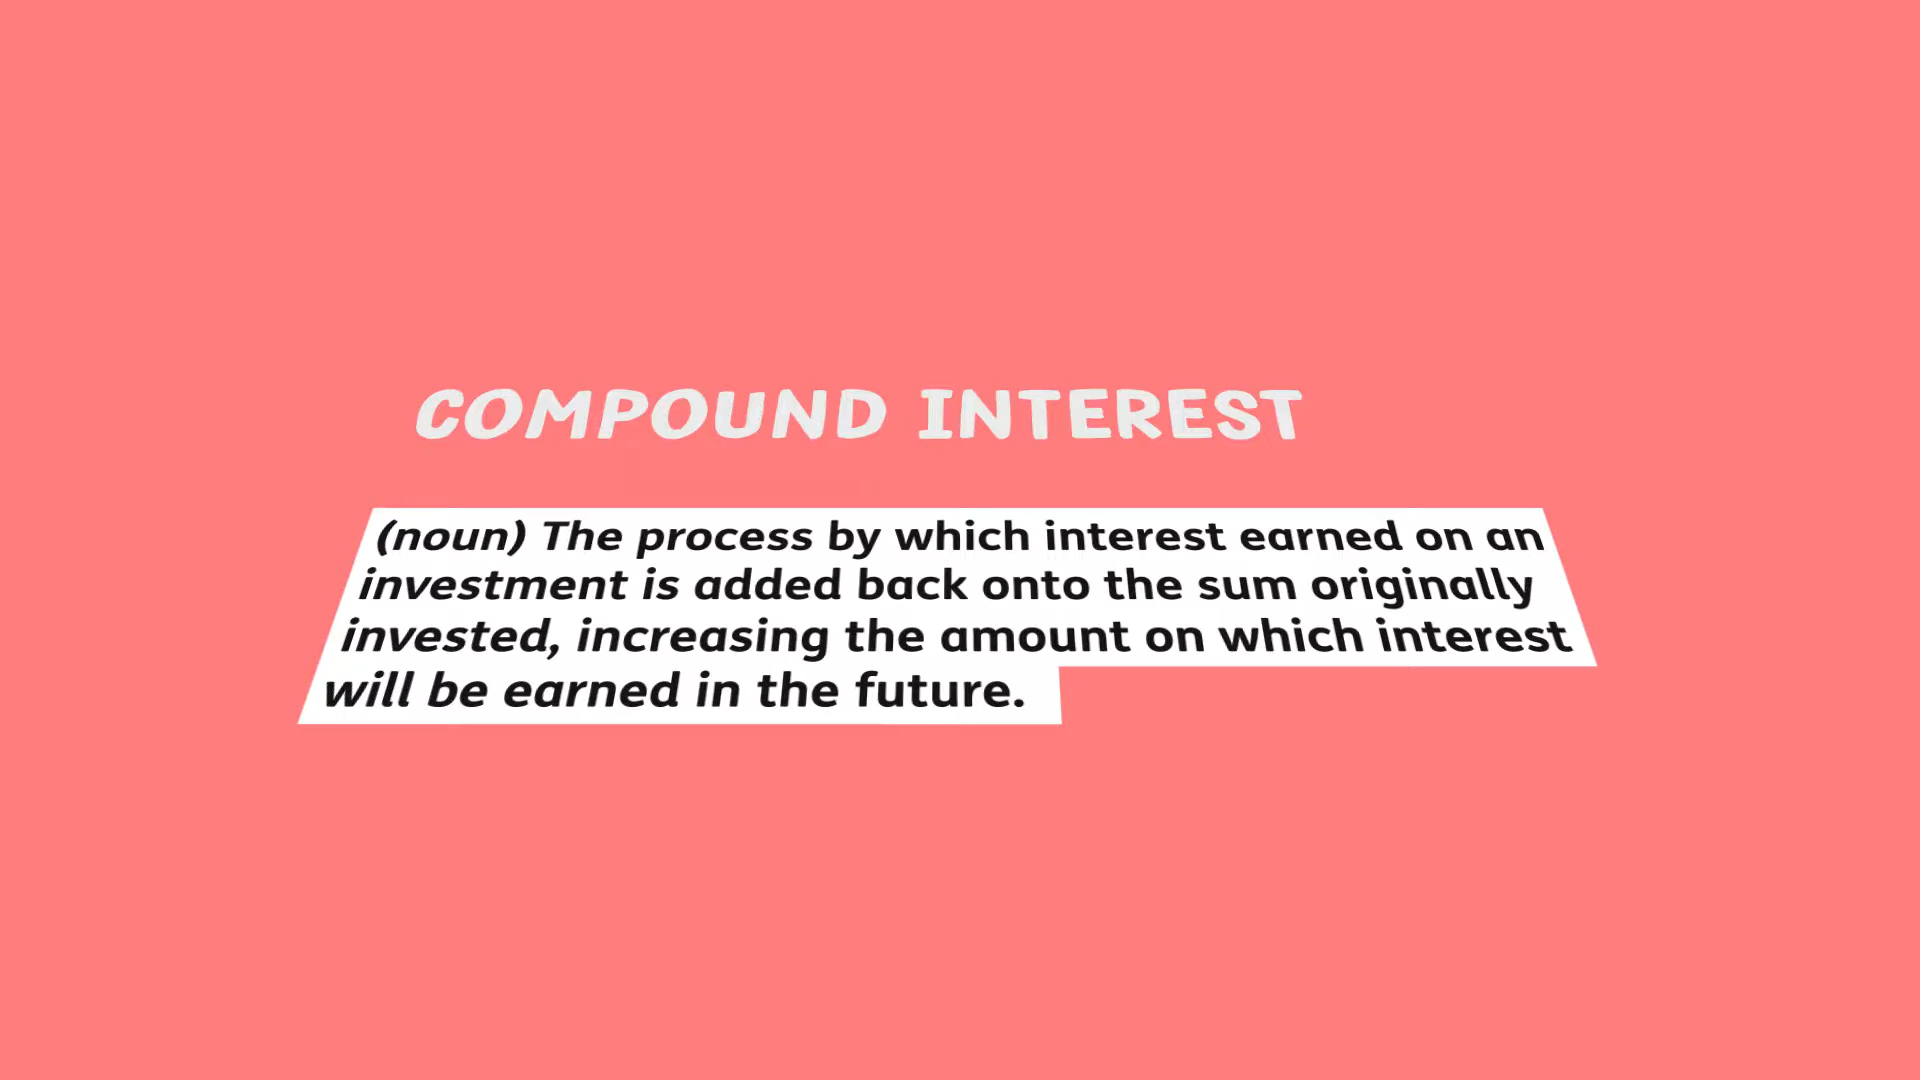 COMPOUND INTEREST
(noun) The process by which interest earned on an
investment is added back onto the sum originally
invested, increasing the amount on which interest
will be earned in the future.